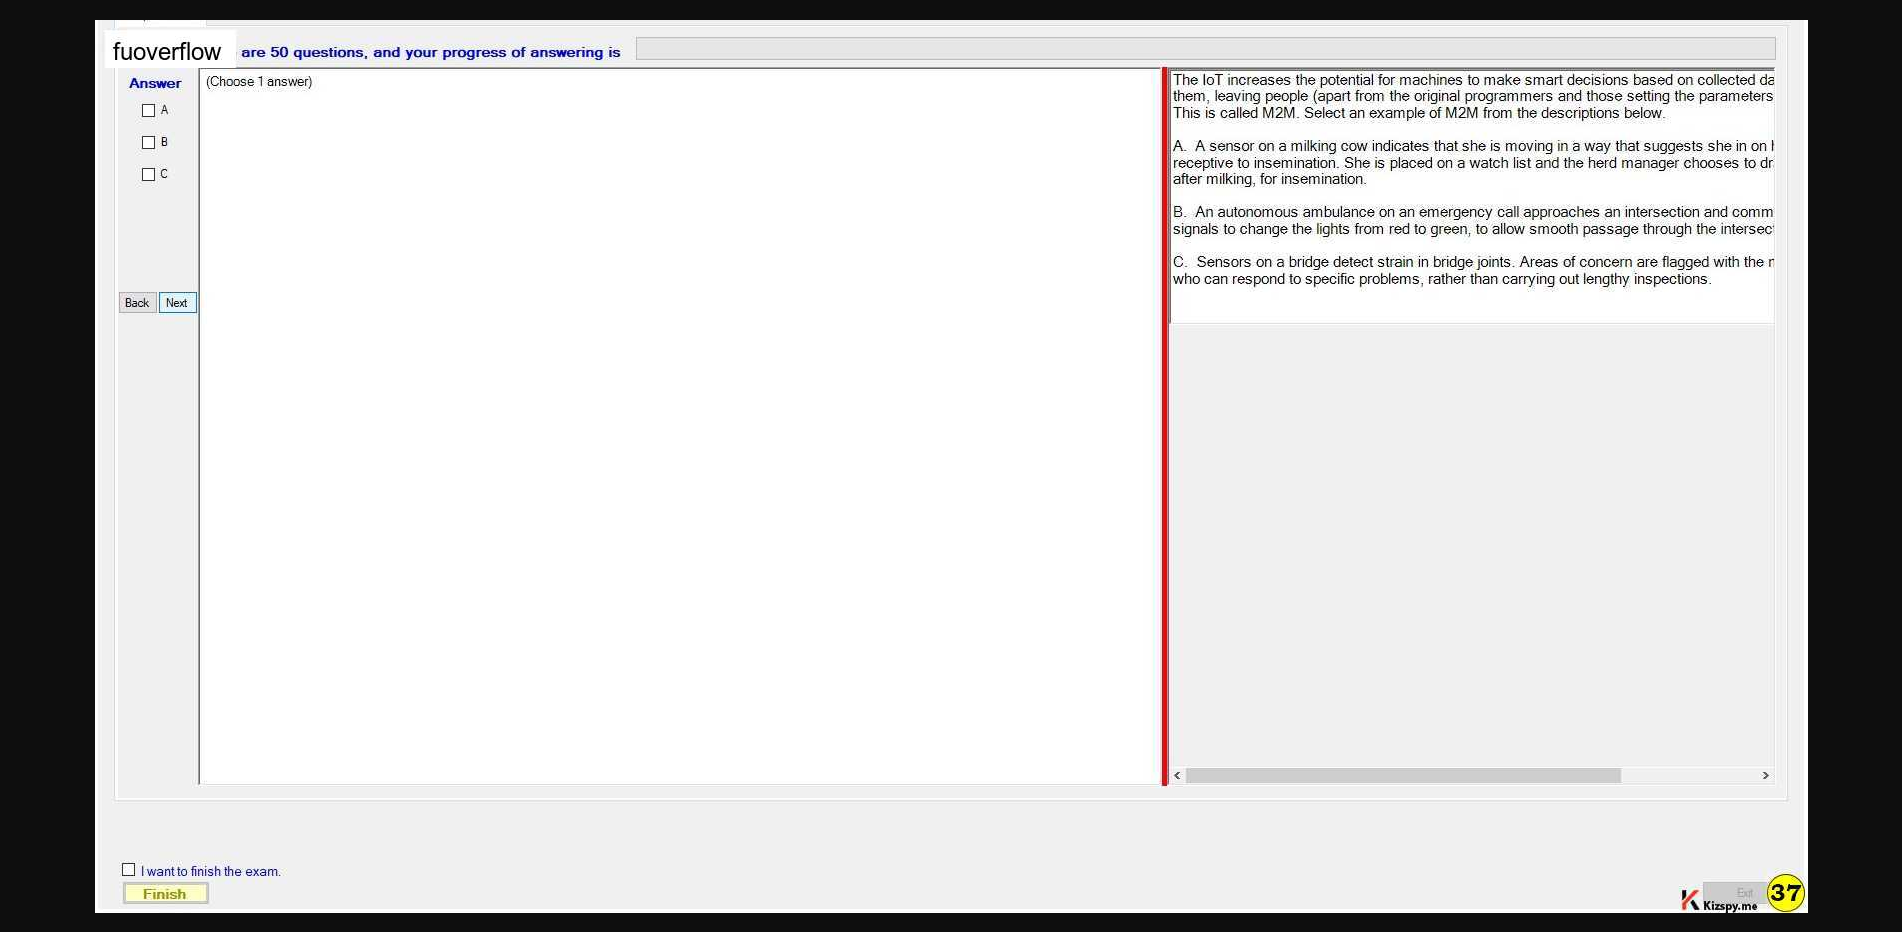 fuoverflow are 50 questions, and your progress of answering is
Answer
A
B
C
Back Next
(Choose 1 answer)
The IoT increases the potential for machines to make smart decisions based on collected da
them, leaving people (apart from the original programmers and those setting the parameters
This is called M2M. Select an example of M2M from the descriptions below.
A. A sensor on a milking cow indicates that she is moving in a way that suggests she in on
receptive to insemination. She is placed on a watch list and the herd manager chooses to dr
after milking, for insemination.
B. An autonomous ambulance on an emergency call approaches an intersection and comm
signals to change the lights from red to green, to allow smooth passage through the intersec
C. Sensors on a bridge detect strain in bridge joints. Areas of concern are flagged with the
who can respond to specific problems, rather than carrying out lengthy inspections.
I want to finish the exam.
Finish
Exit
Kizspy.me
37